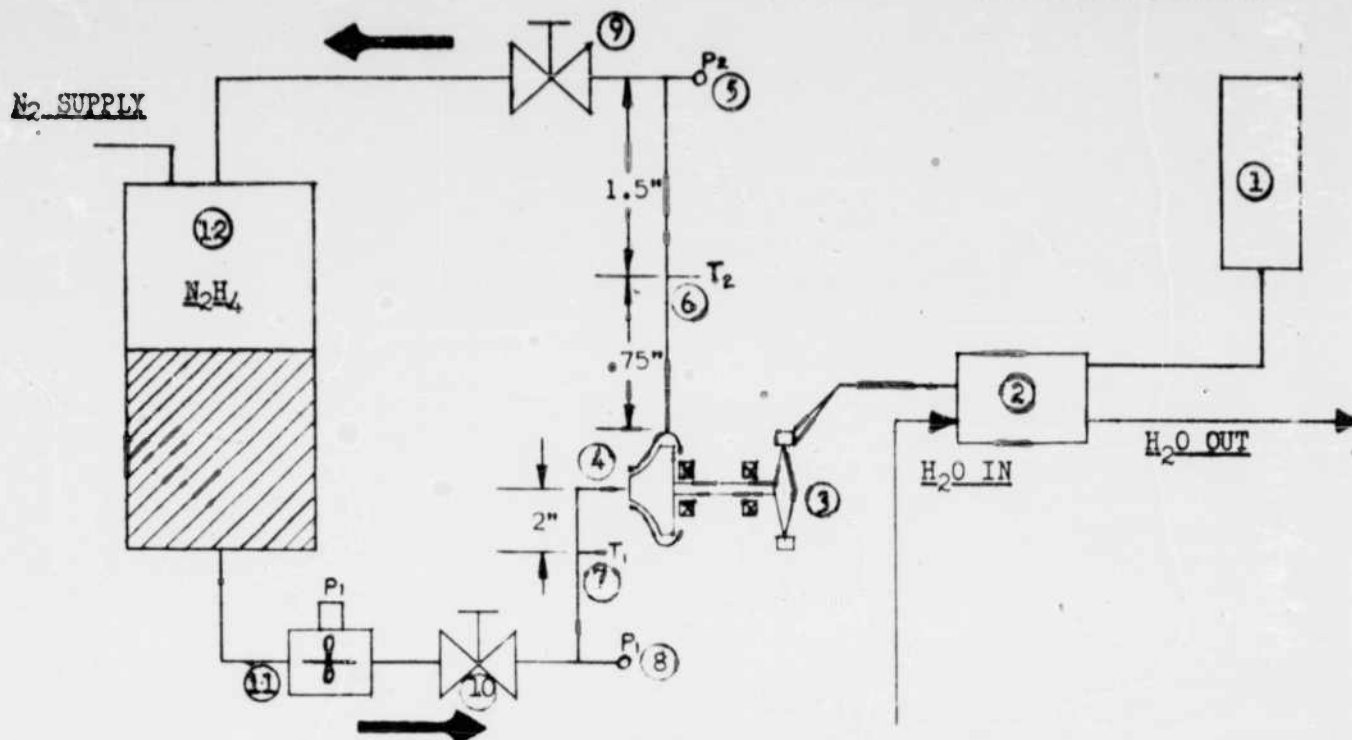 ⑨
P2
⑤
N2 SUPPLY
①
1.5"
⑫
T2
N2H4
⑥
.75"
②
④
H2O OUT
H2O IN
③
2"
T1
⑦
P1
P1
⑧
⑪
⑩